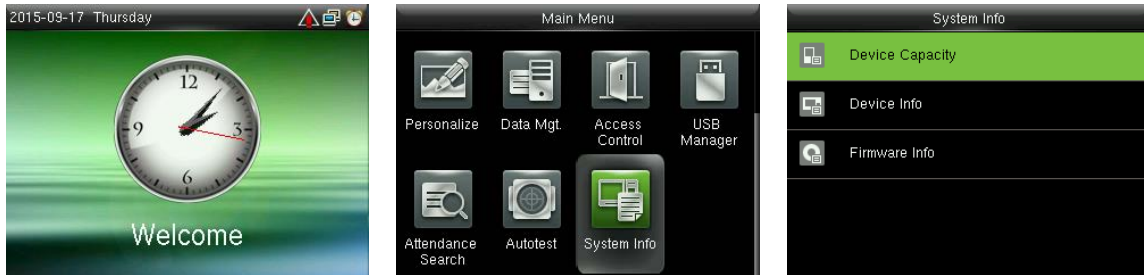 2015-09-17 Thursday
12
9
3
6
Welcome
Main Menu
Personalize
Data Mgt.
Access
Control
USB
Manager
Attendance
Search
Autotest
System Info
System Info
Device Capacity
Device Info
Firmware Info